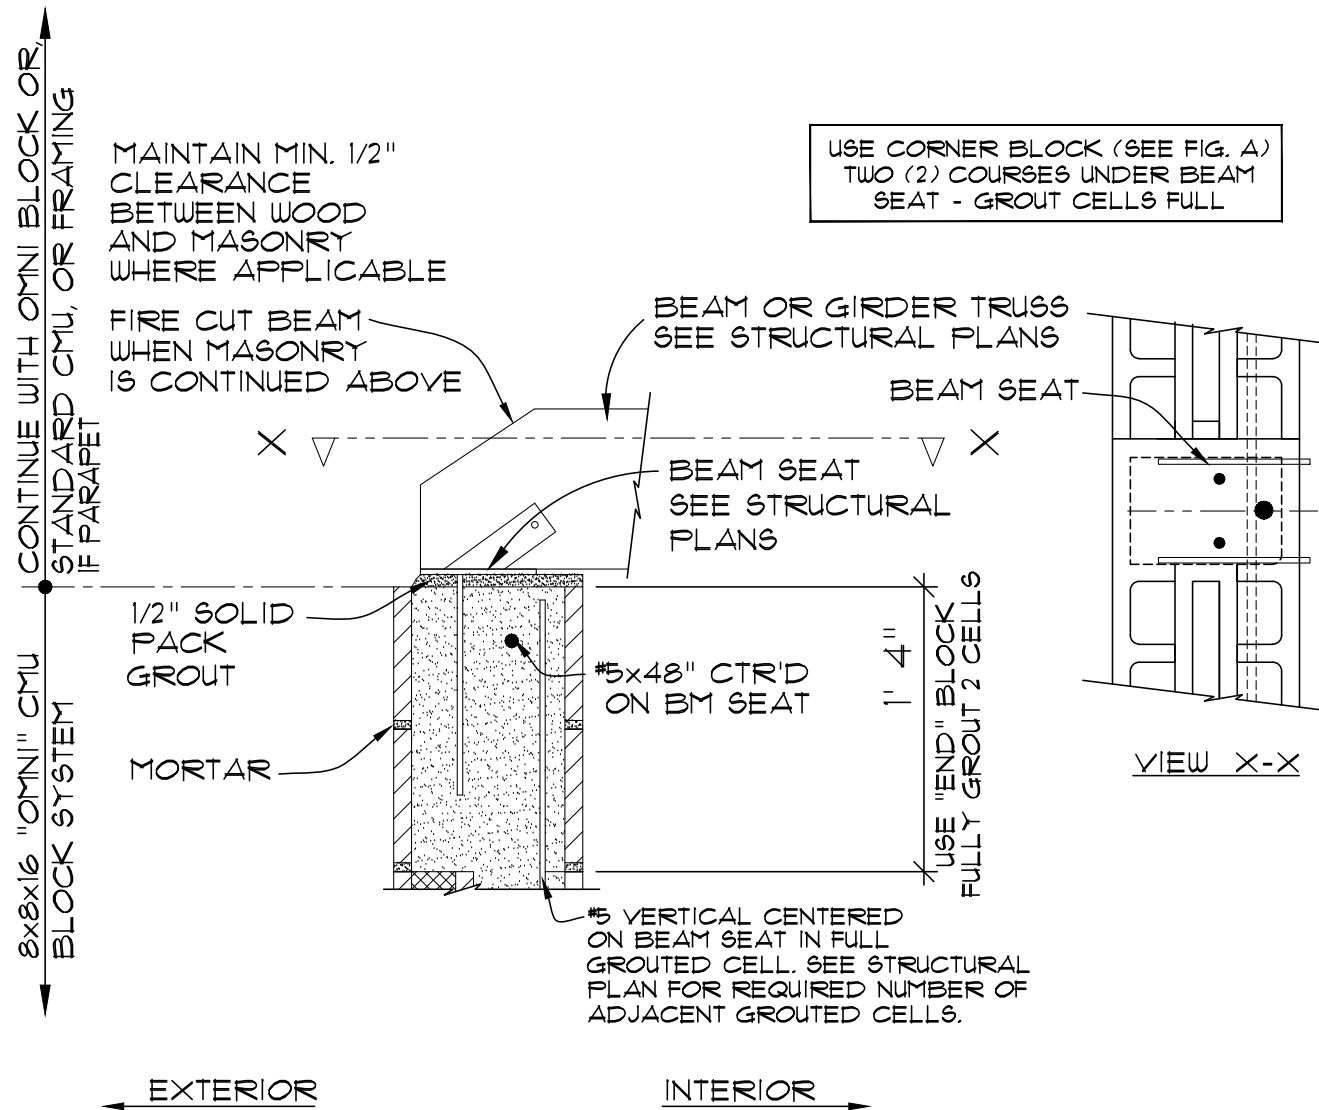 CONTINUE WITH OMNI BLOCK OR,
STANDARD CMU, OR FRAMING
IF PARAPET
MAINTAIN MIN. 1/2"
CLEARANCE
BETWEEN WOOD
AND MASONRY
WHERE APPLICABLE
FIRE CUT BEAM
WHEN MASONRY
IS CONTINUED ABOVE
USE CORNER BLOCK (SEE FIG. A)
TWO (2) COURSES UNDER BEAM
SEAT - GROUT CELLS FULL
BEAM OR GIRDER TRUSS
SEE STRUCTURAL PLANS
BEAM SEAT
X
X
BEAM SEAT
SEE STRUCTURAL
PLANS
1/2" SOLID
PACK
GROUT
#5x48" CTR'D
ON BM SEAT
1' 4"
USE "END" BLOCK
FULLY GROUT 2 CELLS
VIEW X-X
MORTAR
8x8x16 "OMNI" CMU
BLOCK SYSTEM
#5 VERTICAL CENTERED
ON BEAM SEAT IN FULL
GROUTED CELL. SEE STRUCTURAL
PLAN FOR REQUIRED NUMBER OF
ADJACENT GROUTED CELLS.
EXTERIOR
INTERIOR